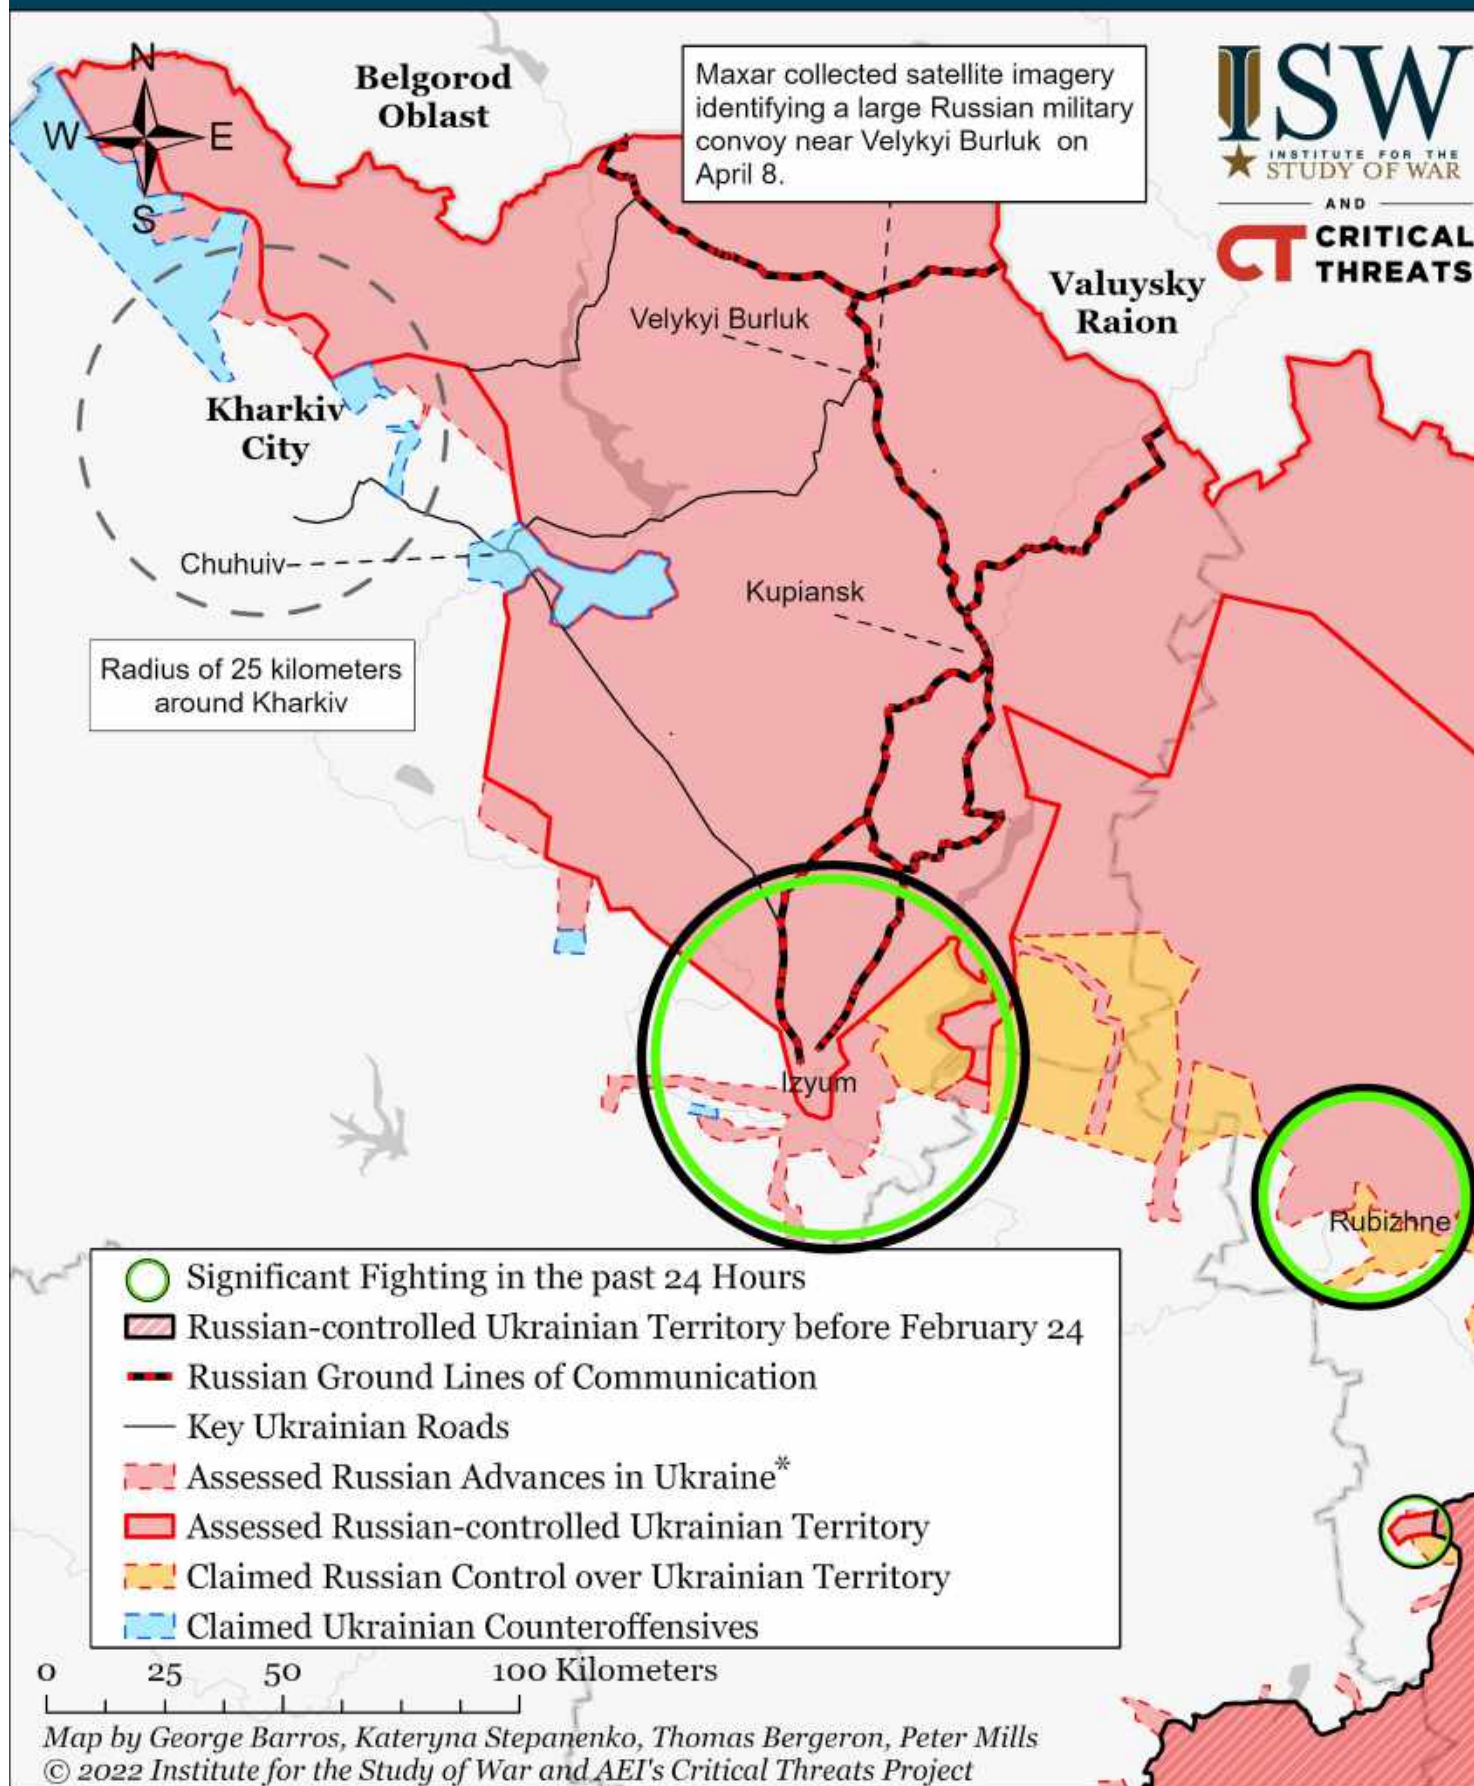 N
W
E
S
Belgorod
Oblast
Maxar collected satellite imagery
identifying a large Russian military
convoy near Velykyi Burluk on
April 8.
ISW
INSTITUTE FOR THE
STUDY OF WAR
AND
CT CRITICAL
THREATS
Valuysky
Raion
Velykyi Burluk
Kharkiv
City
Chuhuiv
Kupiansk
Radius of 25 kilometers
around Kharkiv
Izyum
Rubizhne
Significant Fighting in the past 24 Hours
Russian-controlled Ukrainian Territory before February 24
Russian Ground Lines of Communication
Key Ukrainian Roads
Assessed Russian Advances in Ukraine*
Assessed Russian-controlled Ukrainian Territory
Claimed Russian Control over Ukrainian Territory
Claimed Ukrainian Counteroffensives
0 25 50 100 Kilometers
Map by George Barros, Kateryna Stepanenko, Thomas Bergeron, Peter Mills
© 2022 Institute for the Study of War and AEI's Critical Threats Project